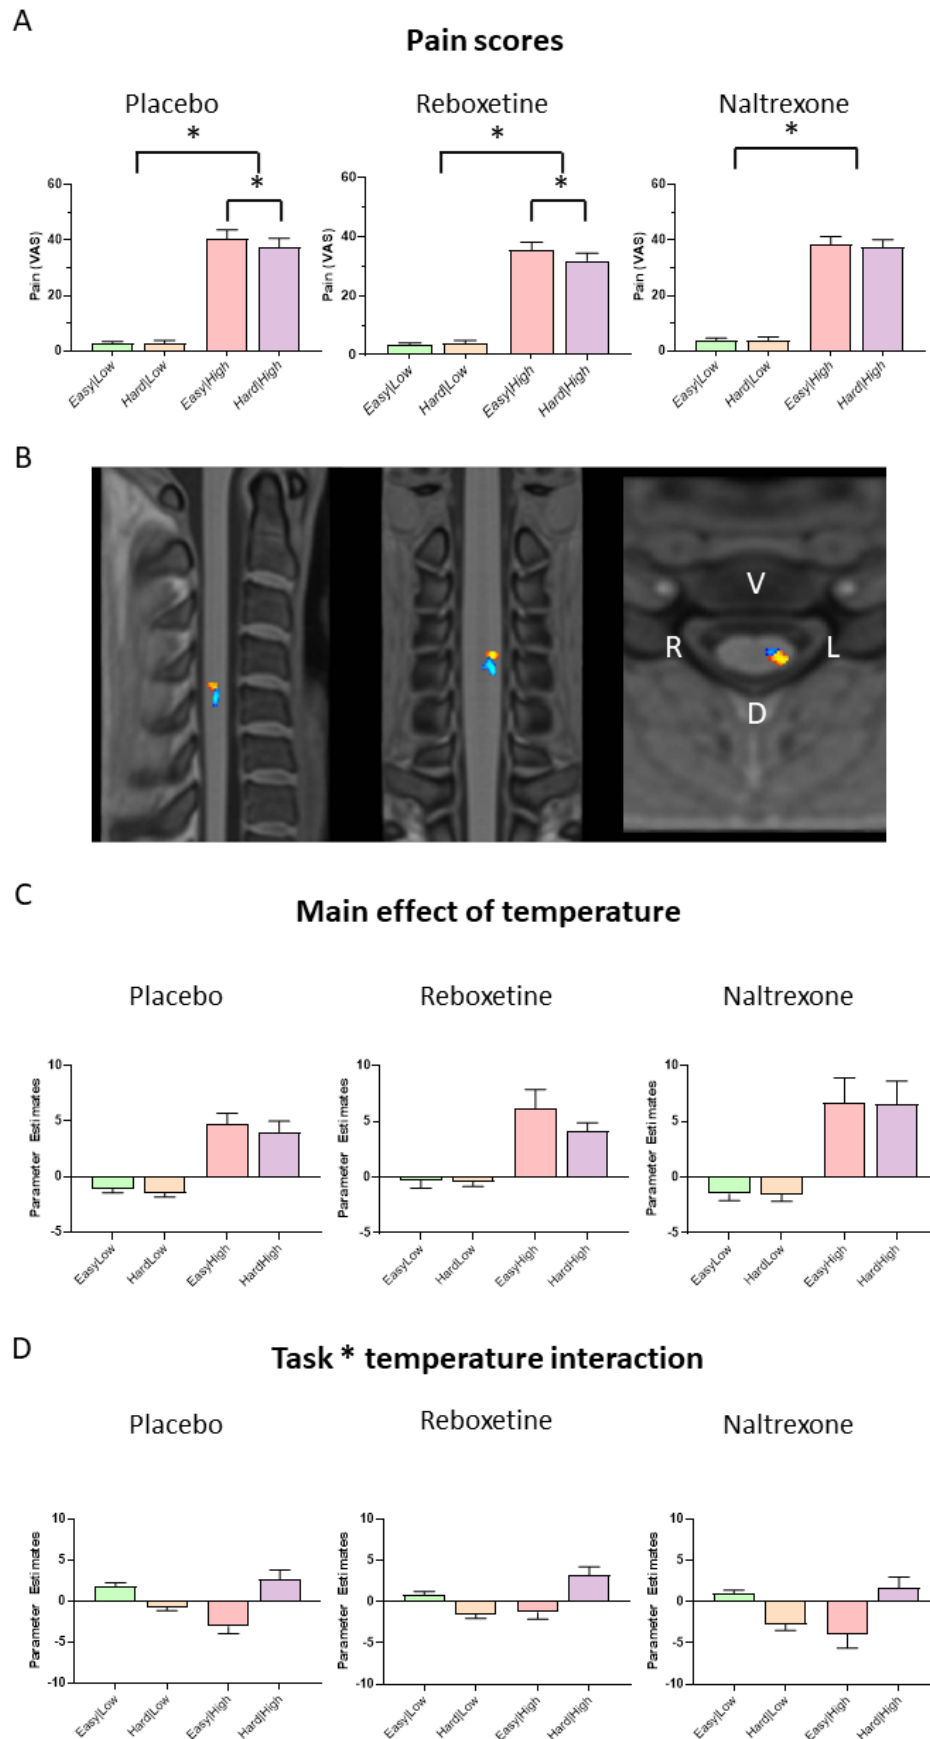 A
Pain scores
Placebo
Reboxetine
Naltrexone
*
*
*
*
*
Pain (VAS)
60
40
20
0
Easy|Low
Hard|Low
Easy|High
Hard|High
Pain (VAS)
60
40
20
0
Easy|Low
Hard|Low
Easy|High
Hard|High
Pain (VAS)
60
40
20
0
Easy|Low
Hard|Low
Easy|High
Hard|High
B
V
R
L
D
C
Main effect of temperature
Placebo
Reboxetine
Naltrexone
Parameter Estimates
10
5
0
-5
EasyLow
HardLow
EasyHigh
HardHigh
Parameter Estimates
10
5
0
-5
EasyLow
HardLow
EasyHigh
HardHigh
Parameter Estimates
10
5
0
-5
EasyLow
HardLow
EasyHigh
HardHigh
D
Task * temperature interaction
Placebo
Reboxetine
Naltrexone
Parameter Estimates
10
5
0
-5
-10
Easy|Low
Hard|Low
Easy|High
Hard|High
Parameter Estimates
10
5
0
-5
-10
Easy|Low
Hard|Low
Easy|High
Hard|High
Parameter Estimates
10
5
0
-5
-10
Easy|Low
Hard|Low
Easy|High
Hard|High